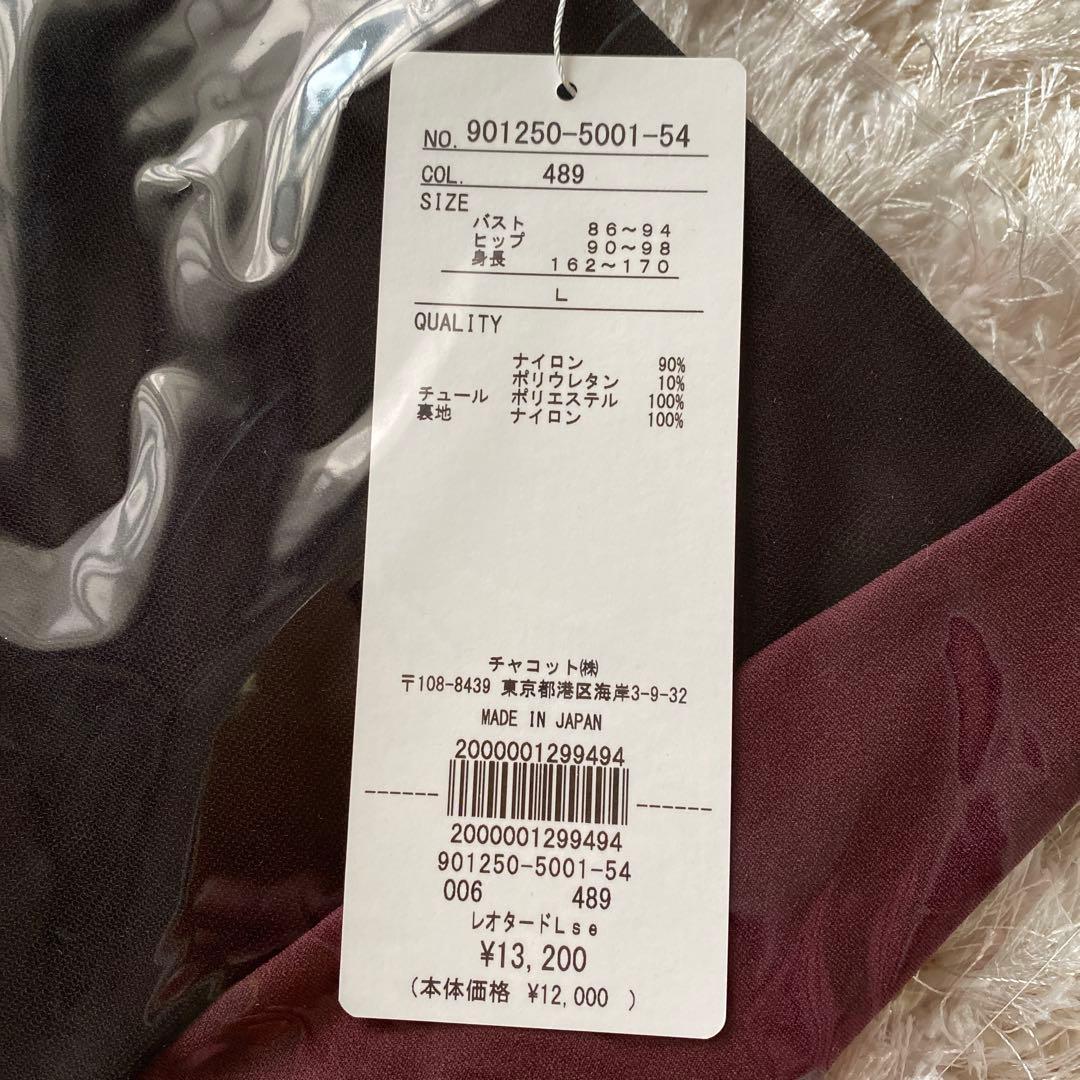 NO. 901250-5001-54
COL. 489
SIZE
バスト 86~94
ヒップ 90~98
身長 162~170
L
QUALITY
ナイロン 90%
ポリウレタン 10%
チュール ポリエステル 100%
裏地 ナイロン 100%
チャコット㈱
〒108-8439 東京都港区海岸3-9-32
MADE IN JAPAN
2000001299494
2000001299494
901250-5001-54
006 489
レオタードLse
¥13,200
(本体価格 ¥12,000 )